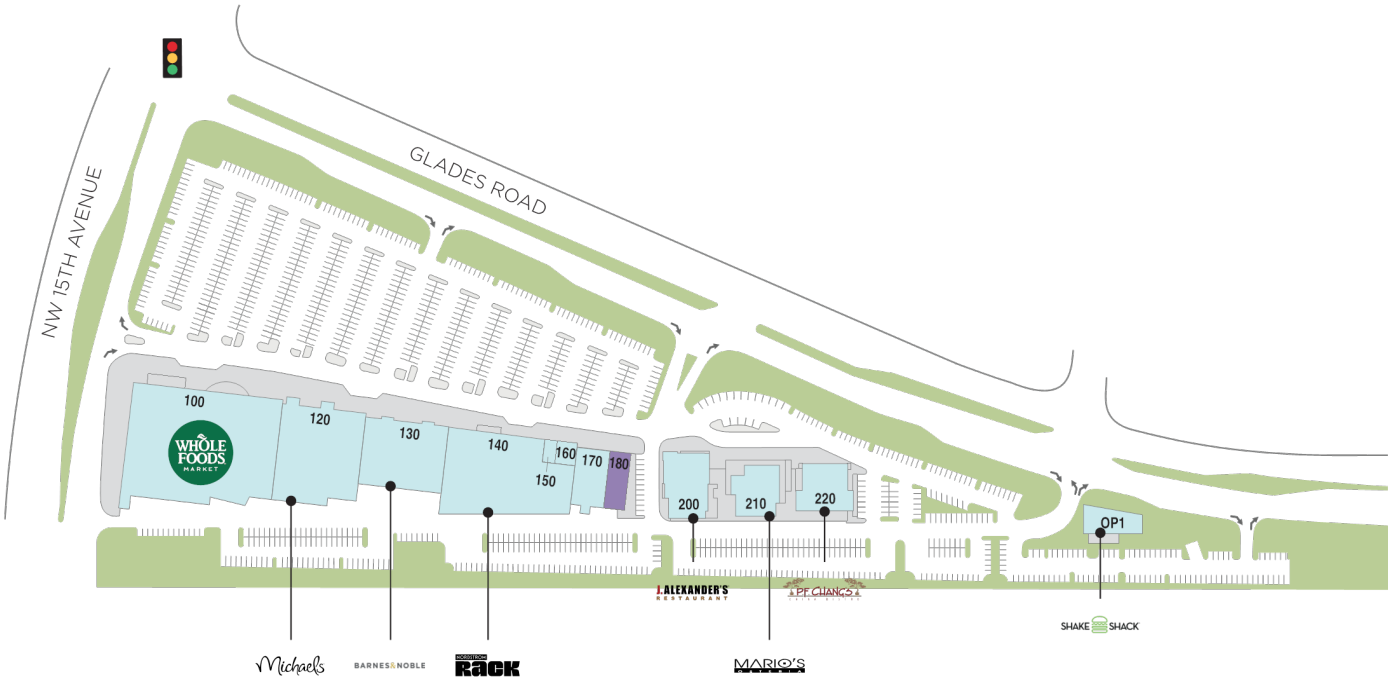 GLADES ROAD
NW 15TH AVENUE
100
WHOLE
FOODS
MARKET
120
130
140
150
160
170
180
200
210
220
OP1
J.ALEXANDER'S
RESTAURANT
P.F. CHANG'S
SHAKE SHACK
Michaels
BARNES&NOBLE
NORDSTROM
rack
MARIO'S
OSTERIA